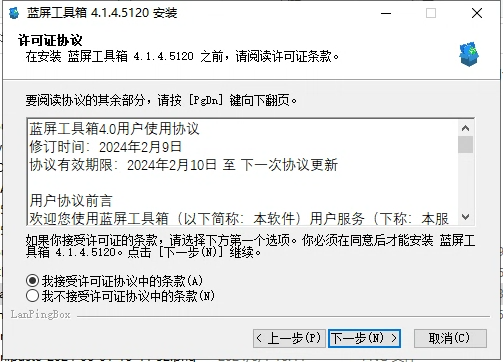 蓝屏工具箱 4.1.4.5120 安装
许可证协议
在安装 蓝屏工具箱 4.1.4.5120 之前，请阅读许可证条款。
要阅读协议的其余部分，请按 [PgDn] 键向下翻页。
蓝屏工具箱4.0用户使用协议
修订时间：2024年2月9日
协议有效期限：2024年2月10日 至 下一次协议更新
用户协议前言
欢迎您使用蓝屏工具箱（以下简称：本软件）用户服务（下称：本服
如果你接受许可证的条款，请选择下方第一个选项。你必须在同意后才能安装 蓝屏工
具箱 4.1.4.5120。点击 [下一步(N)] 继续。
我接受许可证协议中的条款(A)
我不接受许可证协议中的条款(N)
LanPingBox
< 上一步(P)
下一步(N) >
取消(C)